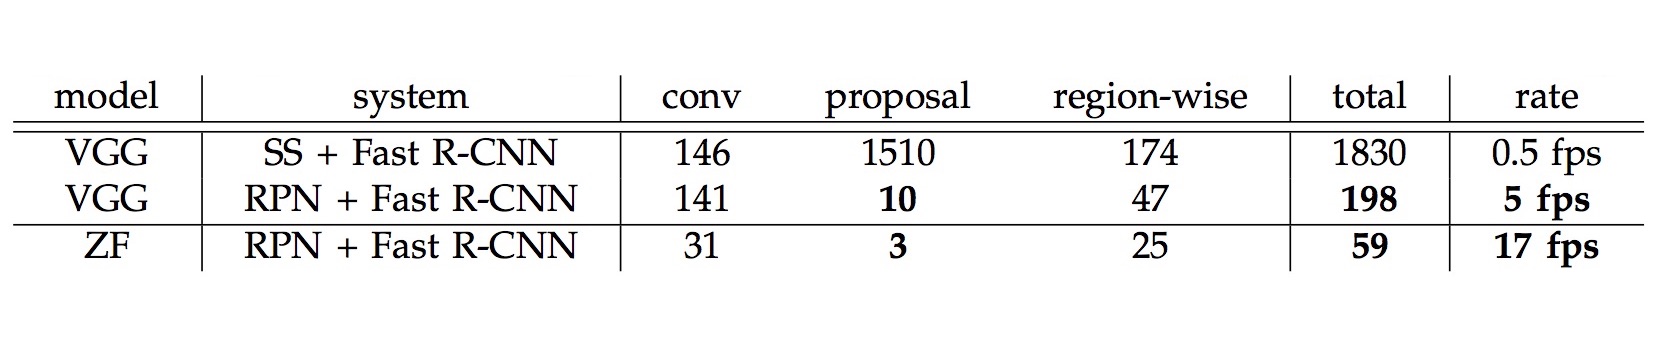 model system conv proposal region-wise total rate
VGG SS + Fast R-CNN 146 1510 174 1830 0.5 fps
VGG RPN + Fast R-CNN 141 10 47 198 5 fps
ZF RPN + Fast R-CNN 31 3 25 59 17 fps